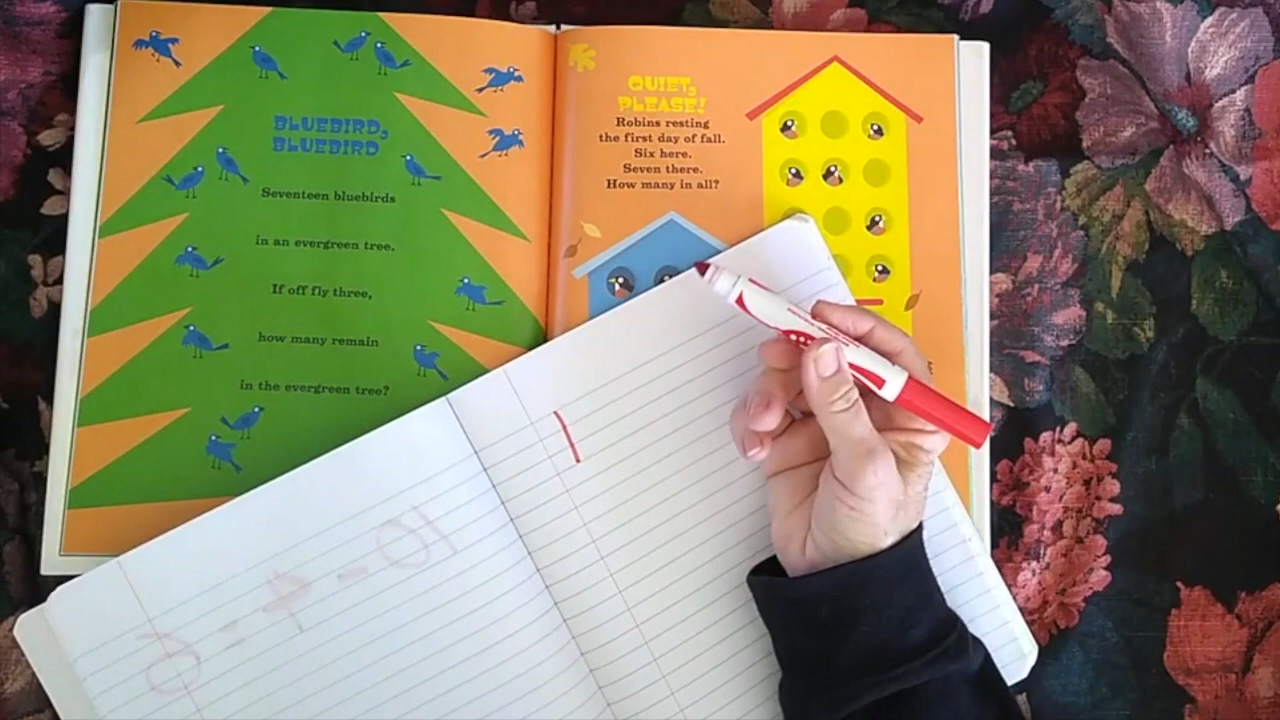 BLUEBIRD,
BLUEBIRD
Seventeen bluebirds
in an evergreen tree.
If off fly three,
how many remain
in the evergreen tree?
QUIET,
PLEASE!
Robins resting
the first day of fall.
Six here.
Seven there.
How many in all?
1